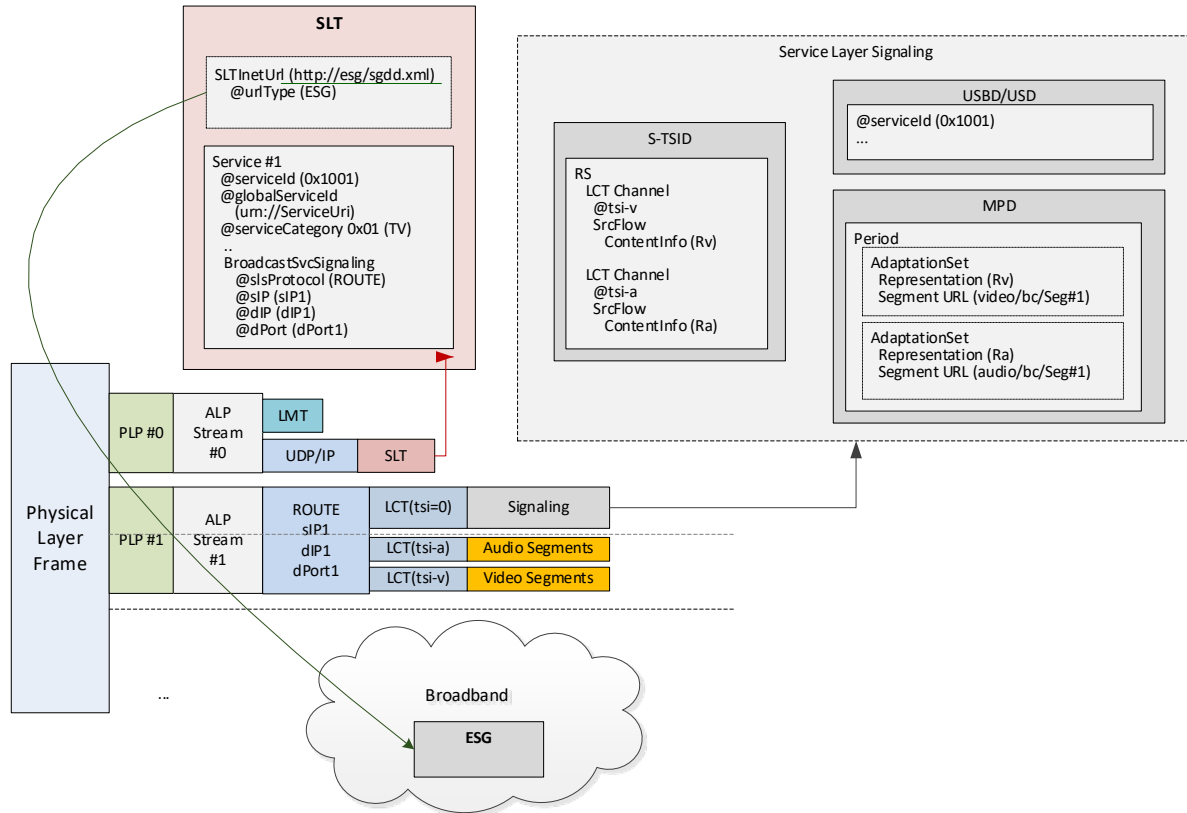 SLT
SLTInetUrl (http://esg/sgdd.xml)
@urlType (ESG)
Service #1
@serviceId (0x1001)
@globalServiceId
(urn://ServiceUri)
@serviceCategory 0x01 (TV)
..
BroadcastSvcSignaling
@slsProtocol (ROUTE)
@sIP (sIP1)
@dIP (dIP1)
@dPort (dPort1)
Service Layer Signaling
S-TSID
RS
LCT Channel
@tsi-v
SrcFlow
ContentInfo (Rv)
LCT Channel
@tsi-a
SrcFlow
ContentInfo (Ra)
USBD/USD
@serviceId (0x1001)
...
MPD
Period
AdaptationSet
Representation (Rv)
Segment URL (video/bc/Seg#1)
AdaptationSet
Representation (Ra)
Segment URL (audio/bc/Seg#1)
Physical
Layer
Frame
PLP #0
ALP
Stream
#0
LMT
UDP/IP
SLT
PLP #1
ALP
Stream
#1
ROUTE
sIP1
dIP1
dPort1
LCT(tsi=0)
Signaling
LCT(tsi-a)
Audio Segments
LCT(tsi-v)
Video Segments
...
Broadband
ESG